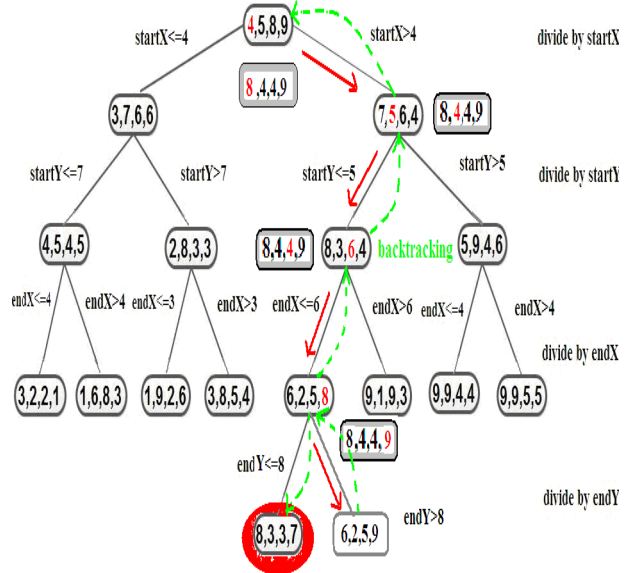 startX<=4
4,5,8,9
startX>4
divide by startX
8,4,4,9
3,7,6,6
7,5,6,4
8,4,4,9
startY<=7
startY>7
startY<=5
startY>5
divide by startY
4,5,4,5
2,8,3,3
8,4,4,9
8,3,6,4
backtracking
5,9,4,6
endX<=4
endX>4
endX<=3
endX>3
endX<=6
endX>6
endX<=4
endX>4
divide by endX
3,2,2,1
1,6,8,3
1,9,2,6
3,8,5,4
6,2,5,8
9,1,9,3
9,9,4,4
9,9,5,5
8,4,4,9
endY<=8
endY>8
divide by endY
8,3,3,7
6,2,5,9